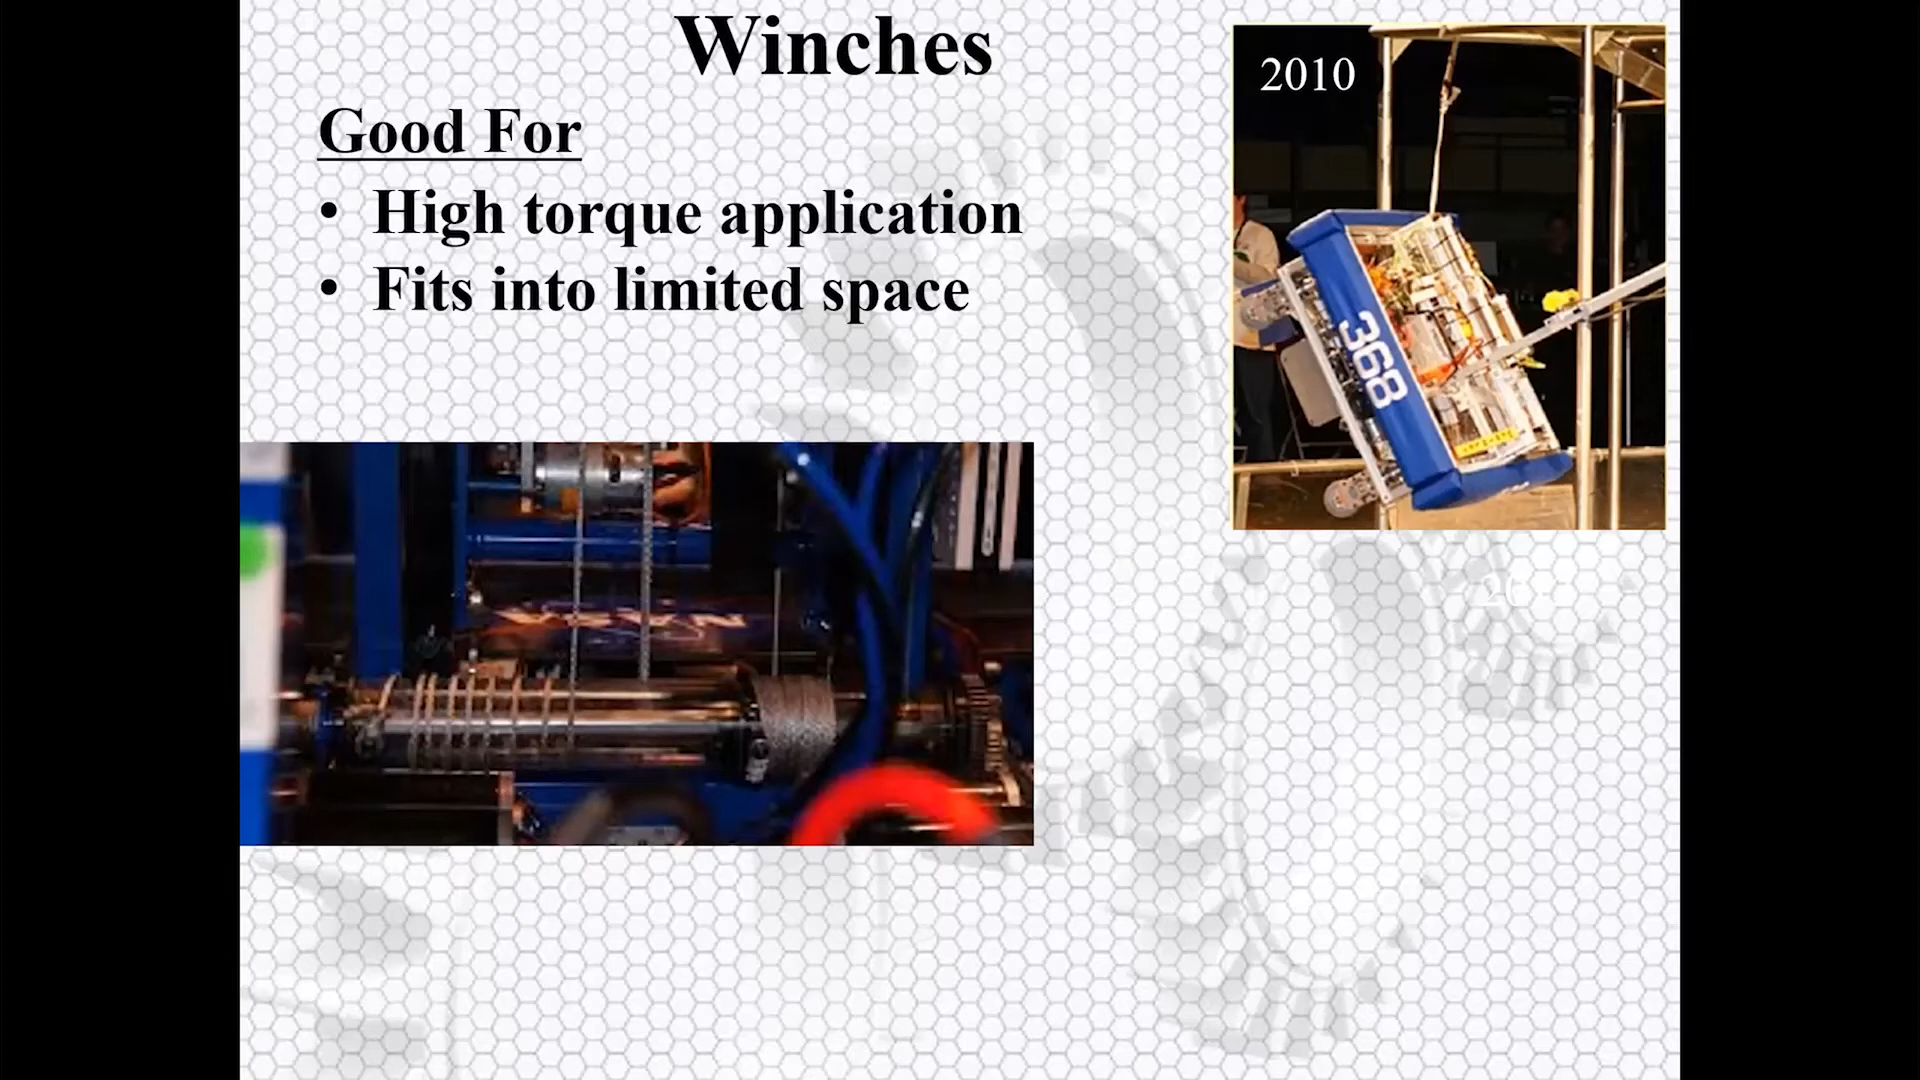 Winches
2010
Good For
• High torque application
• Fits into limited space
368